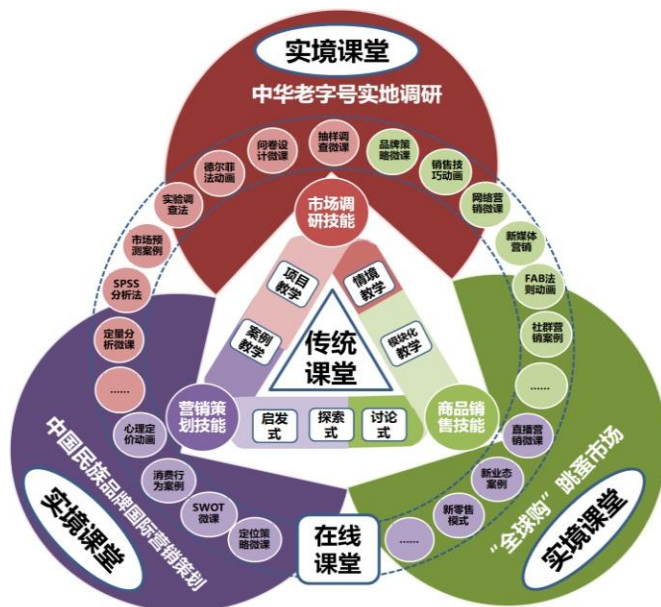 实境课堂
中华老字号实地调研
抽样调
查微课
问卷设
计微课
品牌策
略微课
德尔菲
法动画
销售技
巧动画
实验调
查法
网络营
销微课
市场调
研技能
市场预
测案例
新媒体
营销
SPSS
分析法
FAB法
则动画
项目
教学
情境
教学
定量分
析微课
社群营
销案例
案例
教学
模块化
教学
传统
课堂
……
……
营销策
划技能
商品销
售技能
启发
式
探索
式
讨论
式
心理定
价动画
直播营
销微课
消费行
为案例
新业态
案例
SWOT
微课
新零售
模式
定位策
略微课
……
在线
课堂
中国民族品牌国际营销策划
实境课堂
“全球购”跳蚤市场
实境课堂